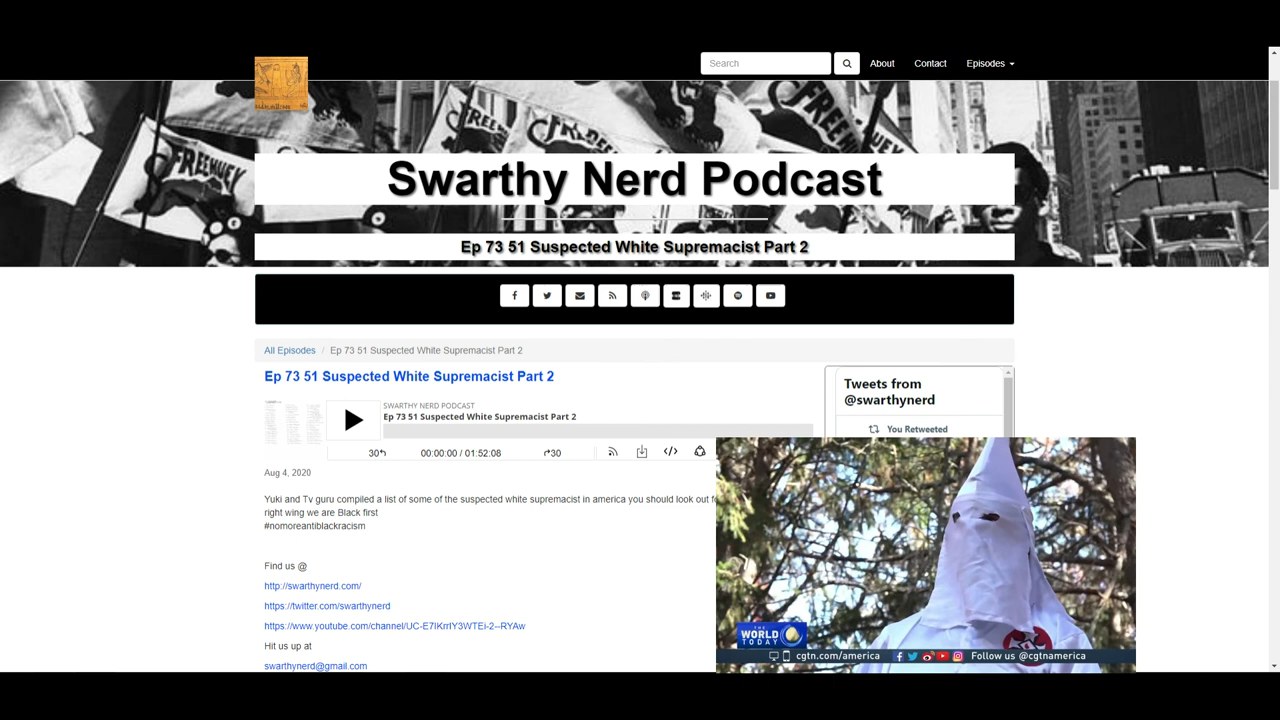 Search
About
Contact
Episodes
FREE HUEY
Swarthy Nerd Podcast
Ep 73 51 Suspected White Supremacist Part 2
All Episodes / Ep 73 51 Suspected White Supremacist Part 2
Ep 73 51 Suspected White Supremacist Part 2
SWARTHY NERD PODCAST
Ep 73 51 Suspected White Supremacist Part 2
30
00:00:00 / 01:52:08
30
Aug 4, 2020
Yuki and Tv guru compiled a list of some of the suspected white supremacist in america you should look out
right wing we are Black first
#nomoreantiblackracism
Find us @
http://swarthynerd.com/
https://twitter.com/swarthynerd
https://www.youtube.com/channel/UC-E7IKrrIY3WTEi-2--RYAw
Hit us up at
swarthynerd@gmail.com
Tweets from
@swarthynerd
You Retweeted
THE
WORLD
TODAY
cgtn.com/america
Follow us @cgtnamerica